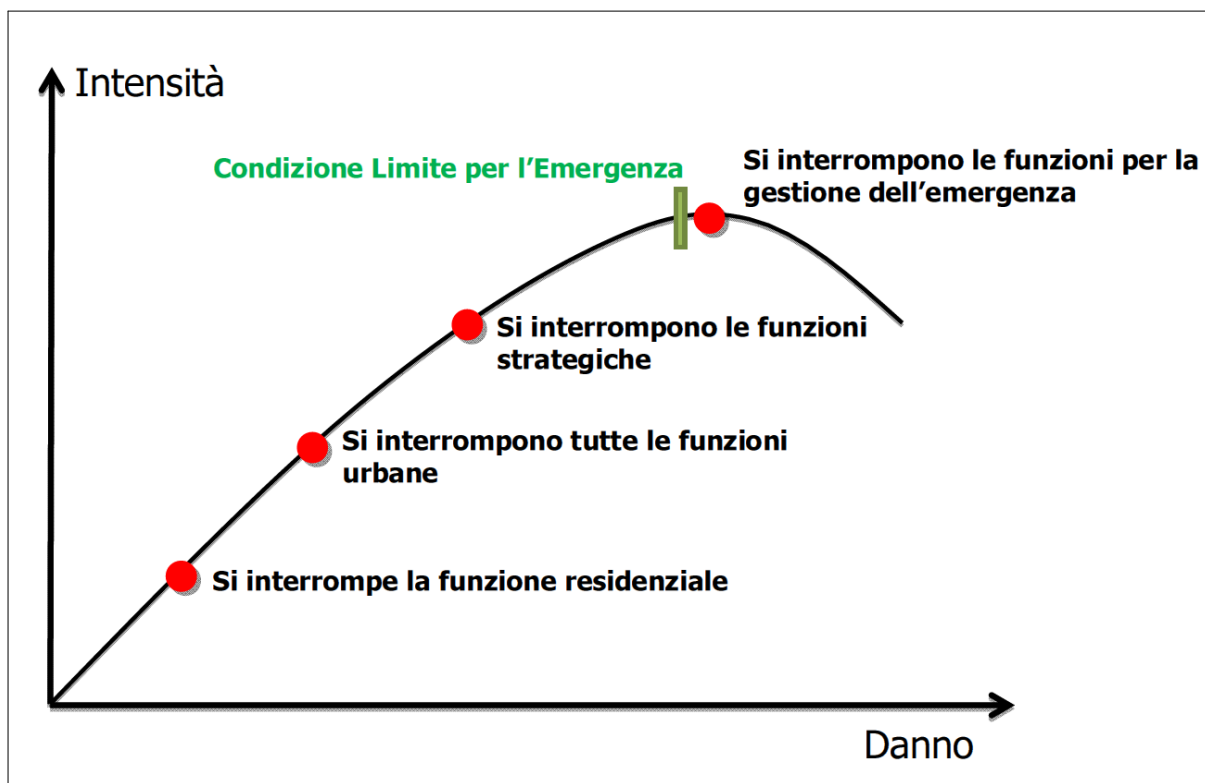 Intensità
Condizione Limite per l'Emergenza
Si interrompono le funzioni per la
gestione dell'emergenza
Si interrompono le funzioni
strategiche
Si interrompono tutte le funzioni
urbane
Si interrompe la funzione residenziale
Danno